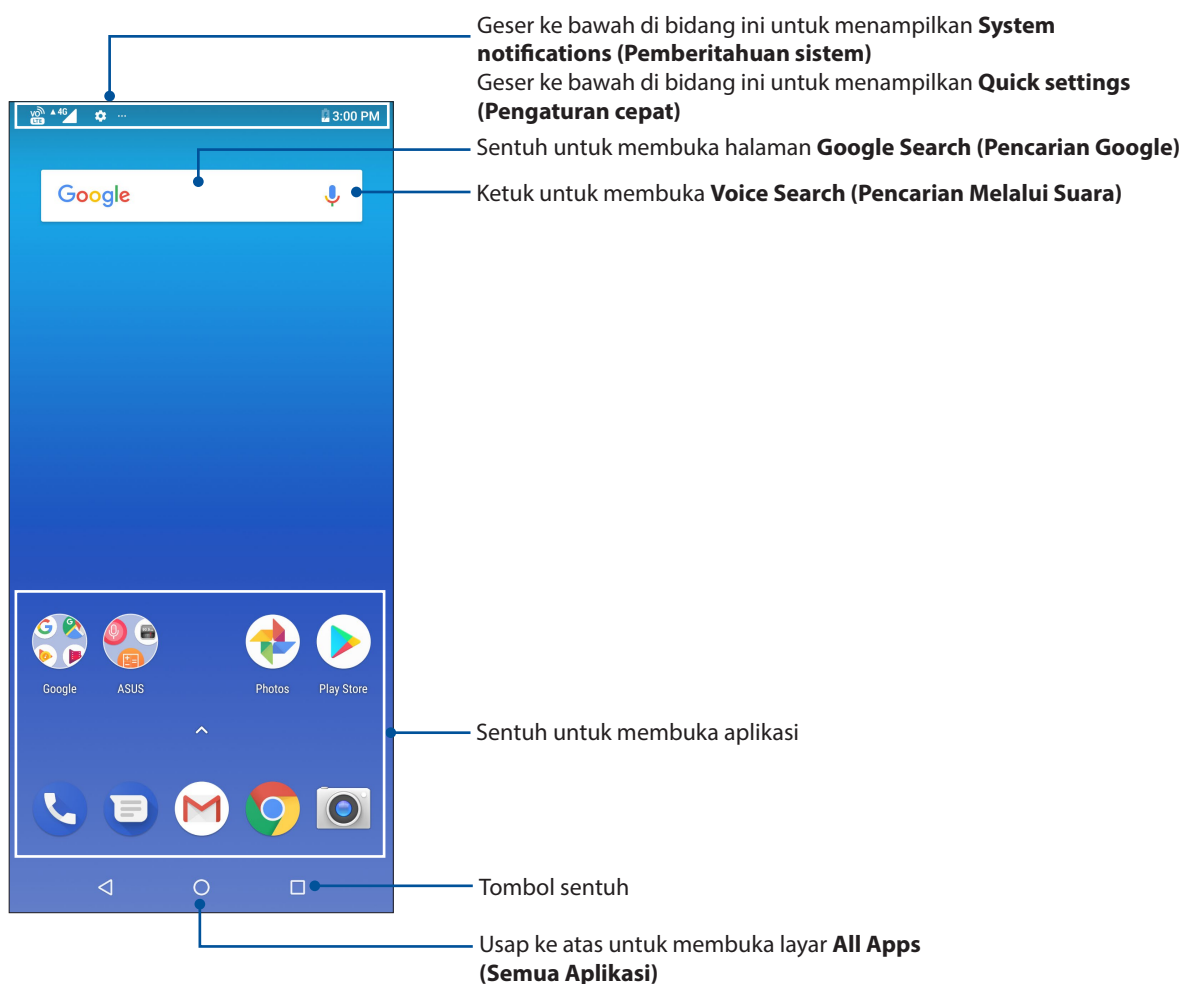 Geser ke bawah di bidang ini untuk menampilkan System
notifications (Pemberitahuan sistem)
Geser ke bawah di bidang ini untuk menampilkan Quick settings
(Pengaturan cepat)
VO
LTE
4G
3:00 PM
Sentuh untuk membuka halaman Google Search (Pencarian Google)
Google
Ketuk untuk membuka Voice Search (Pencarian Melalui Suara)
Google
ASUS
Photos
Play Store
Sentuh untuk membuka aplikasi
Tombol sentuh
Usap ke atas untuk membuka layar All Apps
(Semua Aplikasi)